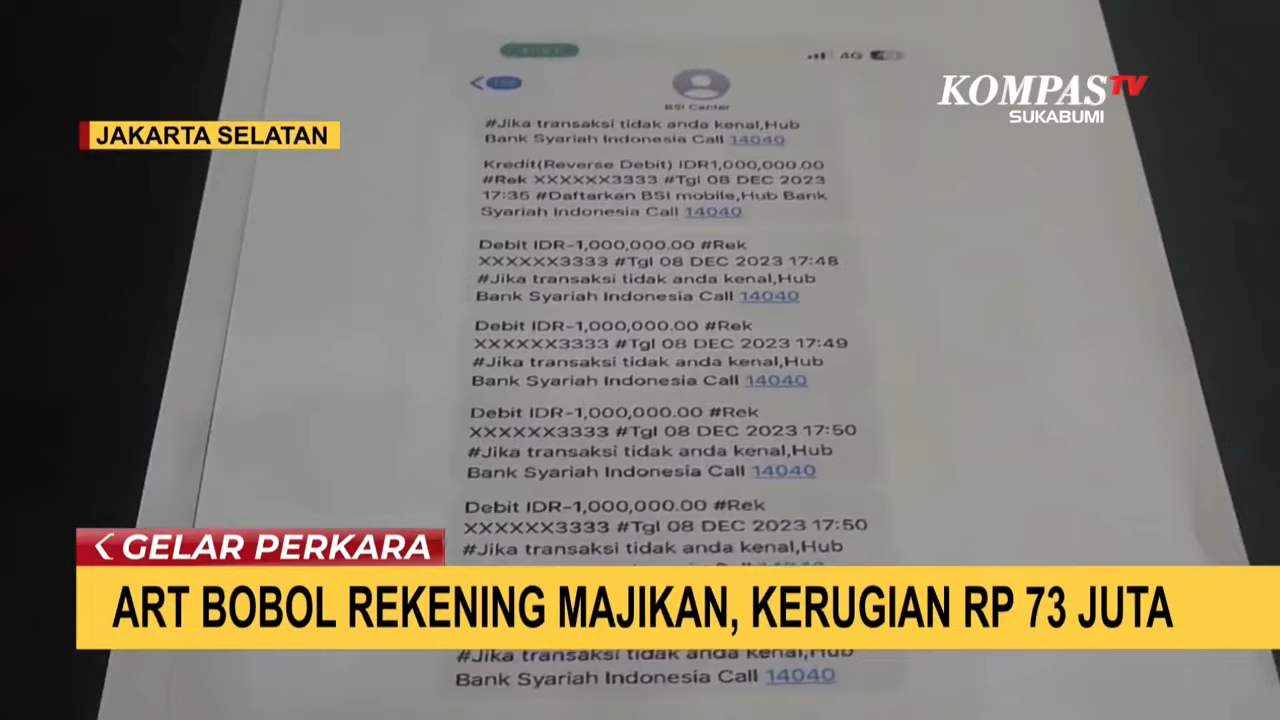 4G
KOMPAS TV
SUKABUMI
JAKARTA SELATAN
BSI Center
#Jika transaksi tidak anda kenal,Hub
Bank Syariah Indonesia Call 14040
Kredit(Reverse Debit) IDR1,000,000.00
#Rek XXXXXX3333 #Tgl 08 DEC 2023
17:35 #Daftarkan BSI mobile,Hub Bank
Syariah Indonesia Call 14040
Debit IDR-1,000,000.00 #Rek
XXXXXX3333 #Tgl 08 DEC 2023 17:48
#Jika transaksi tidak anda kenal,Hub
Bank Syariah Indonesia Call 14040
Debit IDR-1,000,000.00 #Rek
XXXXXX3333 #Tgl 08 DEC 2023 17:49
#Jika transaksi tidak anda kenal,Hub
Bank Syariah Indonesia Call 14040
Debit IDR-1,000,000.00 #Rek
XXXXXX3333 #Tgl 08 DEC 2023 17:50
#Jika transaksi tidak anda kenal,Hub
Bank Syariah Indonesia Call 14040
Debit IDR-1,000,000.00 #Rek
XXXXXX3333 #Tgl 08 DEC 2023 17:50
#Jika transaksi tidak anda kenal,Hub
GELAR PERKARA
ART BOBOL REKENING MAJIKAN, KERUGIAN RP 73 JUTA
#Jika transaksi tidak anda kenal,Hub
Bank Syariah Indonesia Call 14040